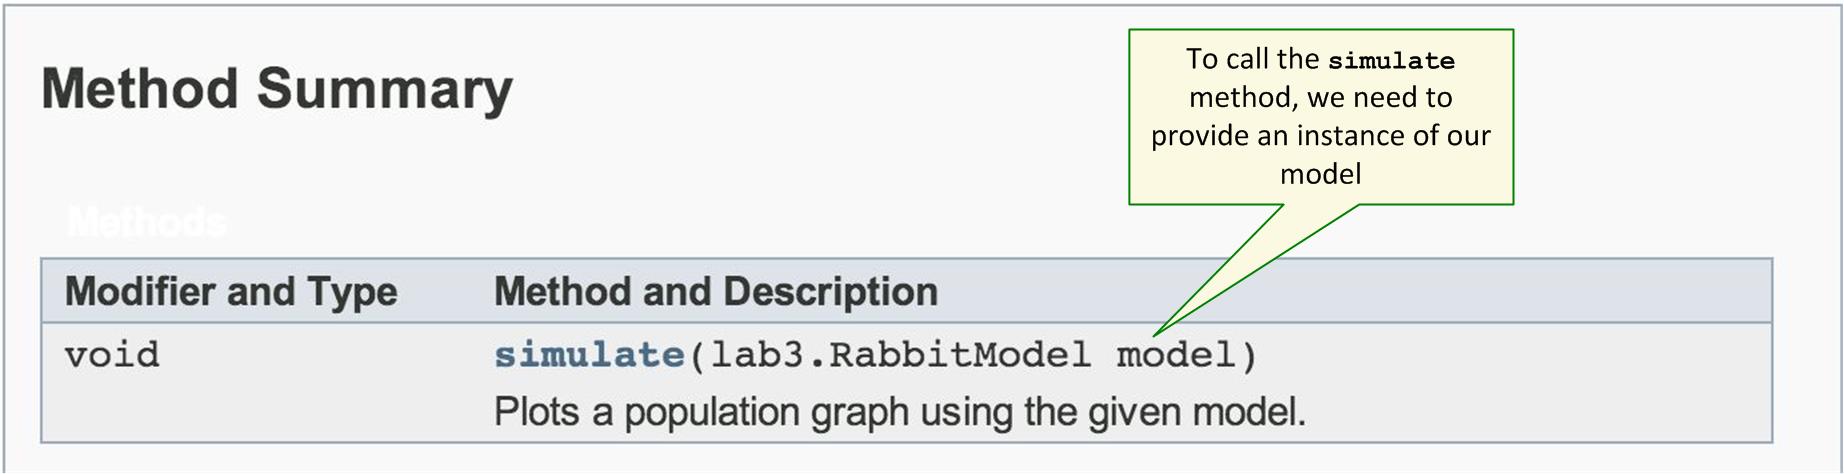 Method Summary
To call the simulate
method, we need to
provide an instance of our
model
Methods
Modifier and Type Method and Description
void simulate(lab3.RabbitModel model)
Plots a population graph using the given model.